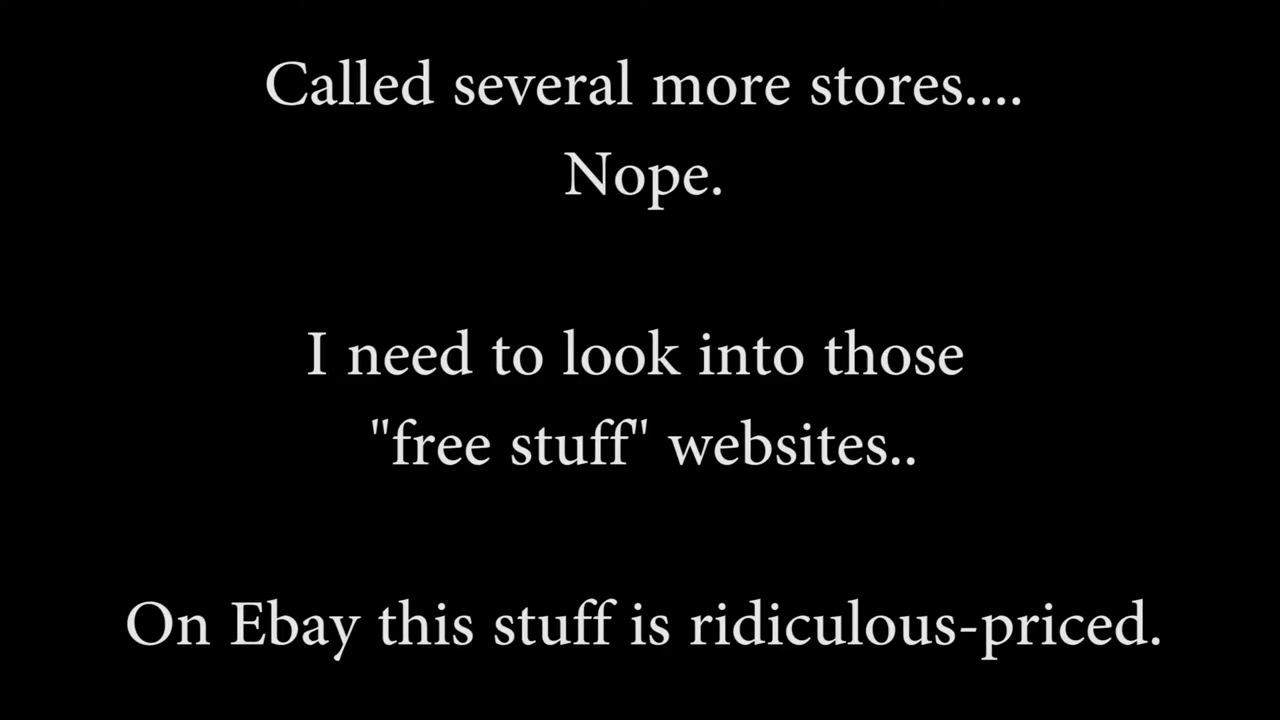 Called several more stores....
Nope.
I need to look into those
"free stuff" websites..
On Ebay this stuff is ridiculous-priced.